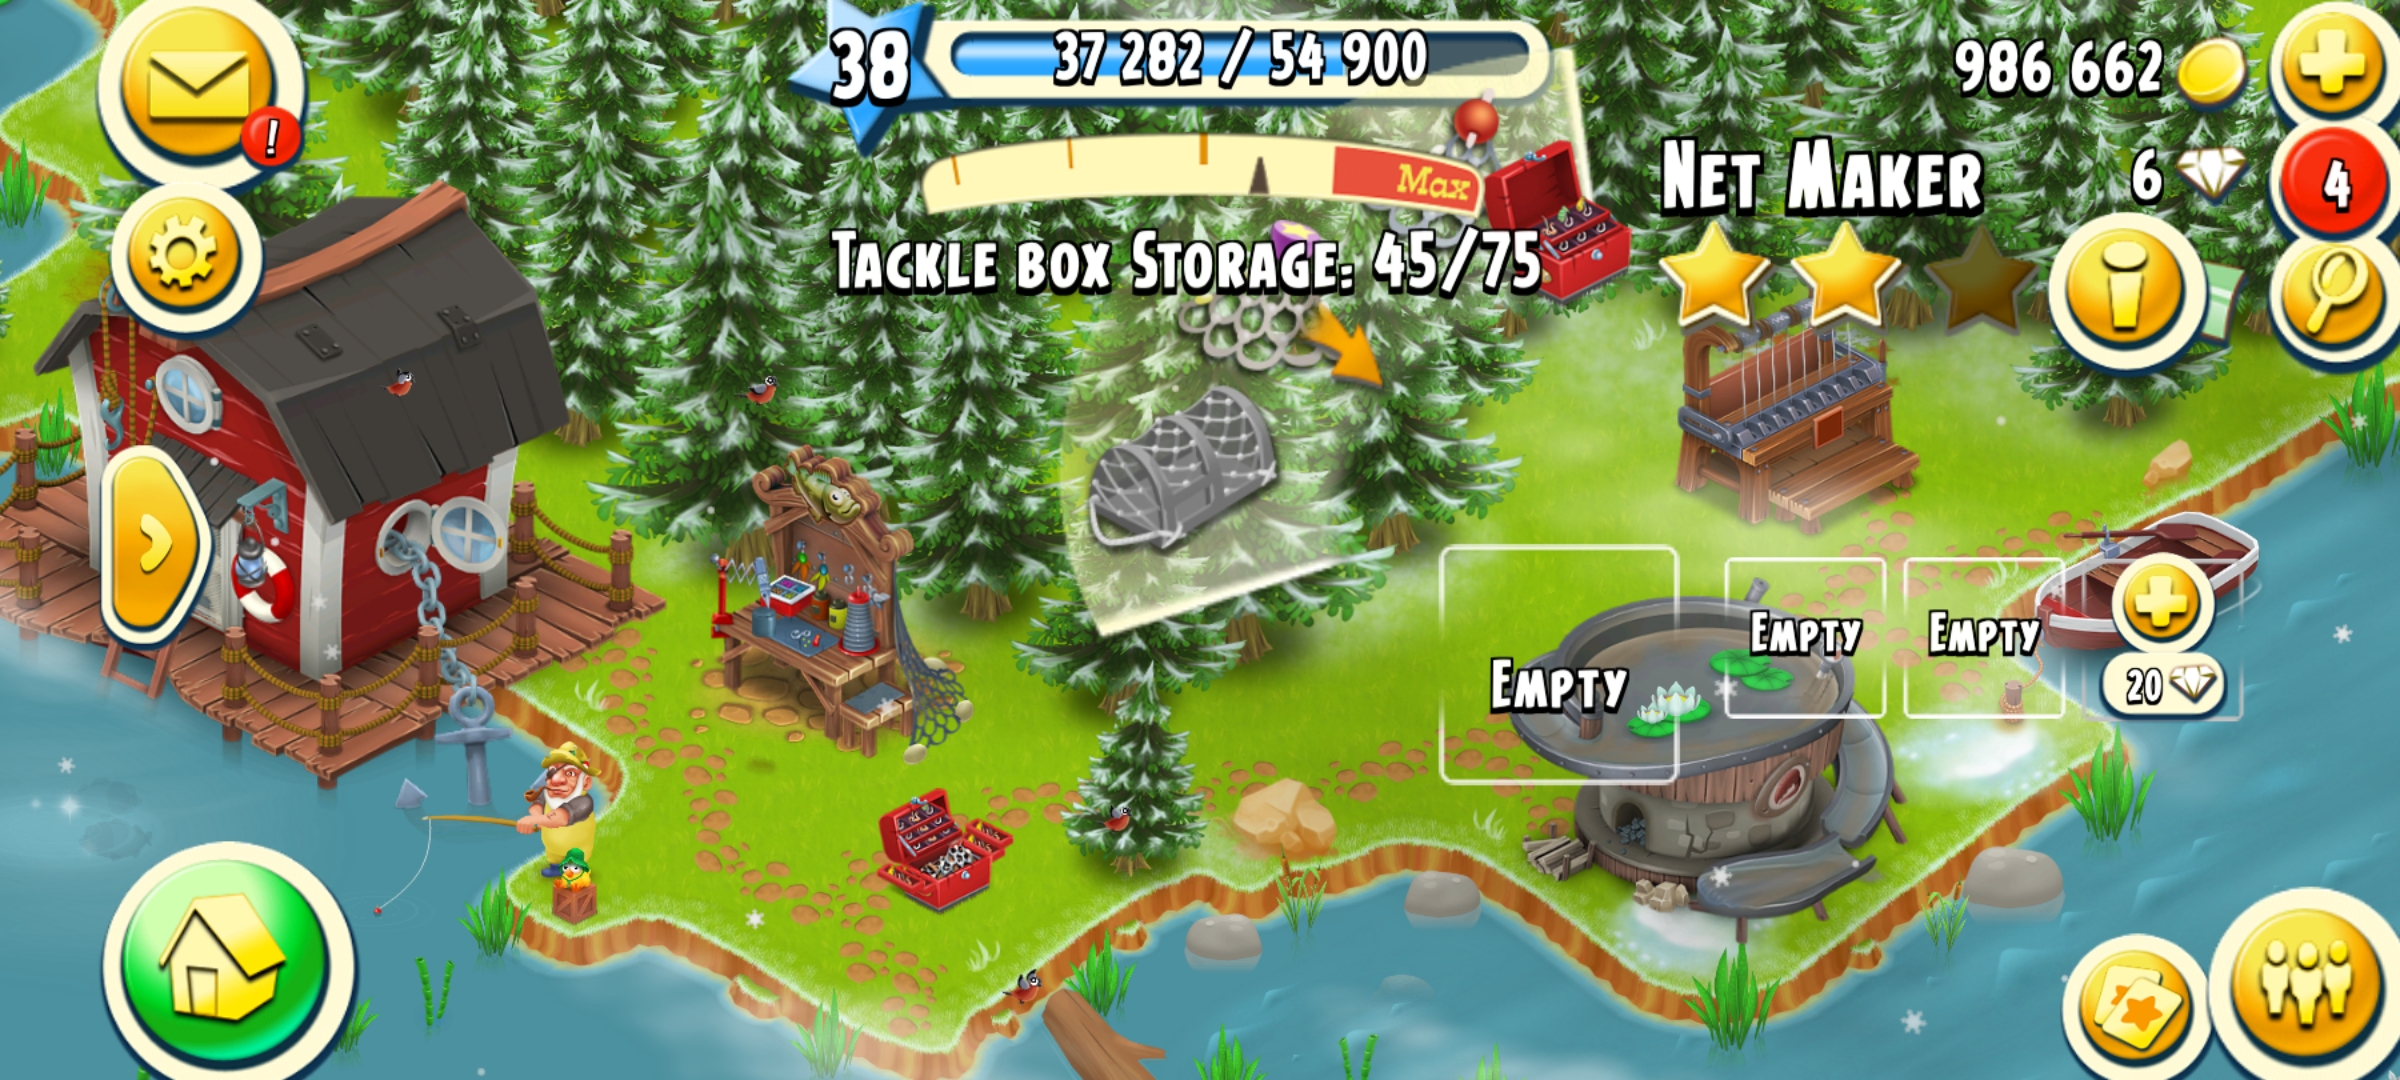 38
37 282 / 54 900
986 662
!
Max
Net Maker
6
4
Tackle box Storage: 45/75
Empty
Empty
Empty
20